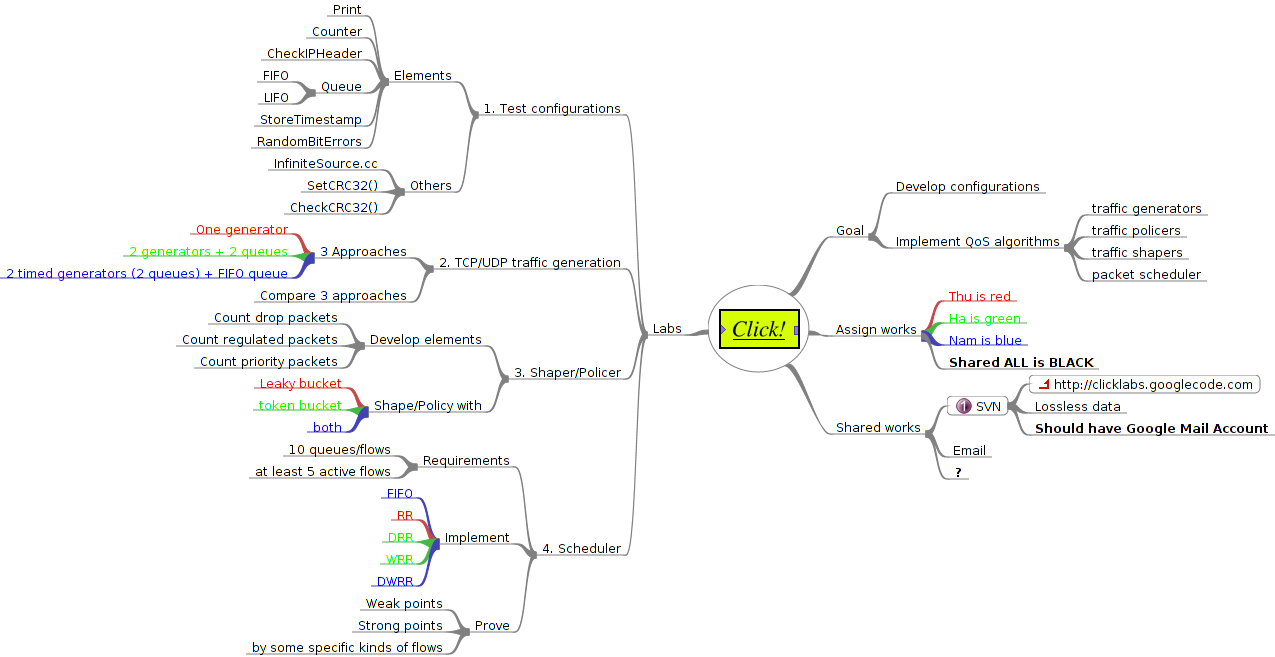 Print
Counter
CheckIPHeader
FIFO
LIFO
Queue
StoreTimestamp
RandomBitErrors
Elements
InfiniteSource.cc
SetCRC32()
CheckCRC32()
Others
1. Test configurations
One generator
2 generators + 2 queues
2 timed generators (2 queues) + FIFO queue
3 Approaches
Compare 3 approaches
2. TCP/UDP traffic generation
Count drop packets
Count regulated packets
Count priority packets
Develop elements
Leaky bucket
token bucket
both
Shape/Policy with
3. Shaper/Policer
10 queues/flows
at least 5 active flows
Requirements
FIFO
RR
DRR
WRR
DWRR
Implement
Weak points
Strong points
by some specific kinds of flows
Prove
4. Scheduler
Labs
Click!
Goal
Develop configurations
Implement QoS algorithms
traffic generators
traffic policers
traffic shapers
packet scheduler
Assign works
Thu is red
Ha is green
Nam is blue
Shared ALL is BLACK
Shared works
SVN
http://clicklabs.googlecode.com
Lossless data
Should have Google Mail Account
Email
?